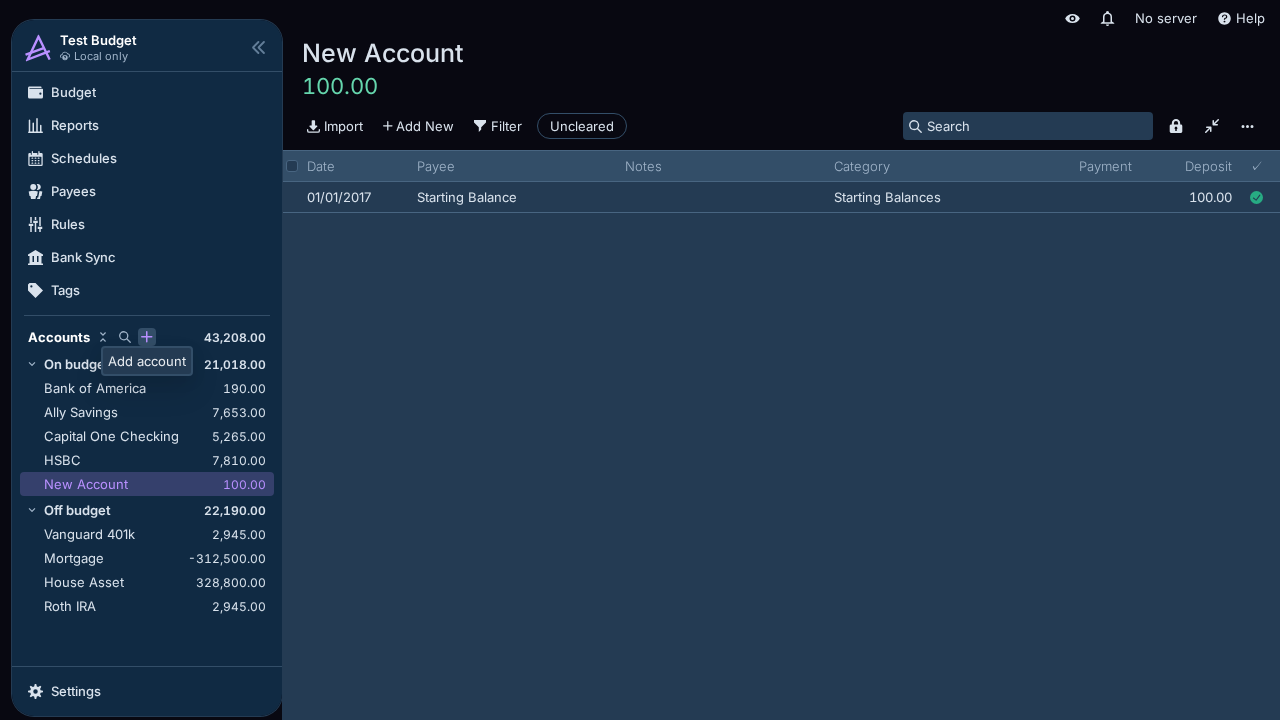 Test Budget
Local only
No server
Help
Budget
Reports
Schedules
Payees
Rules
Bank Sync
Tags
Accounts 43,208.00
Add account
On budge 21,018.00
Bank of America 190.00
Ally Savings 7,653.00
Capital One Checking 5,265.00
HSBC 7,810.00
New Account 100.00
Off budget 22,190.00
Vanguard 401k 2,945.00
Mortgage -312,500.00
House Asset 328,800.00
Roth IRA 2,945.00
Settings
New Account
100.00
Import Add New Filter Uncleared Search
Date Payee Notes Category Payment Deposit ✓
01/01/2017 Starting Balance Starting Balances 100.00